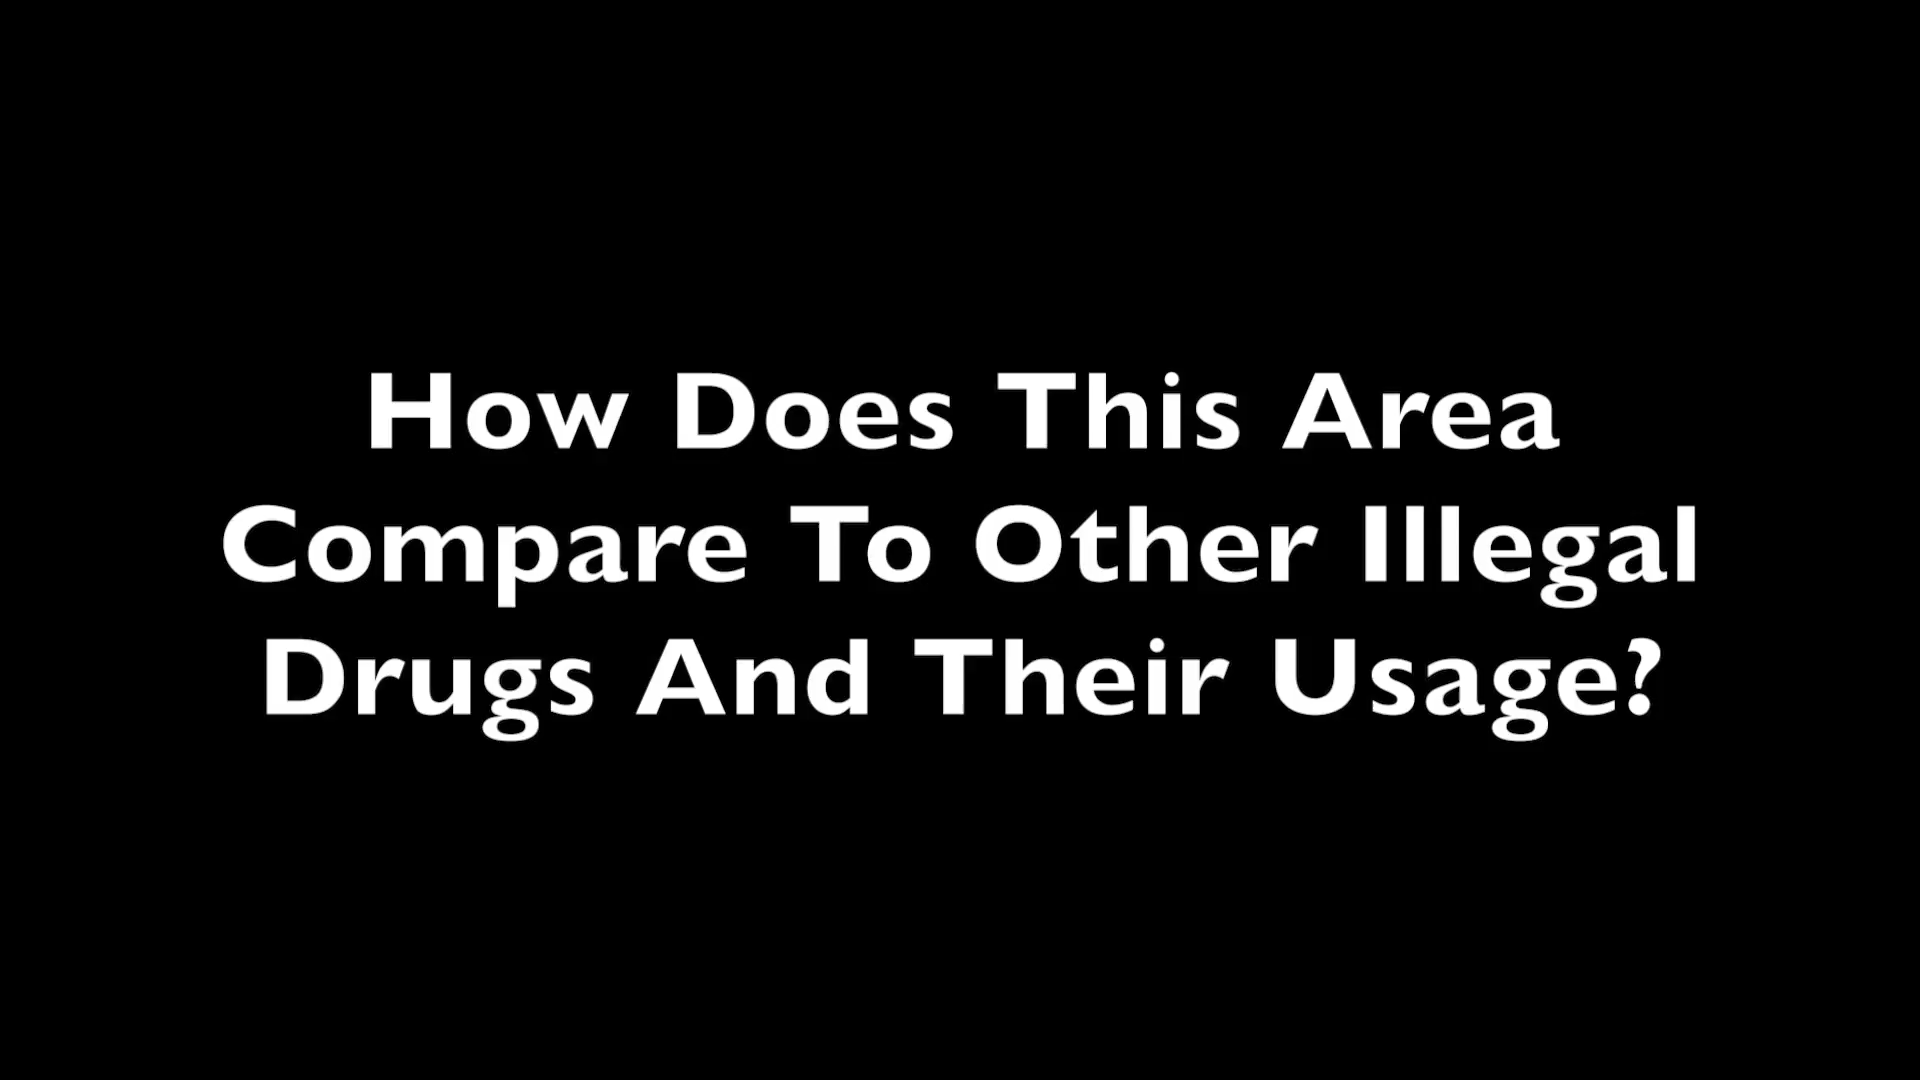 How Does This Area
Compare To Other Illegal
Drugs And Their Usage?